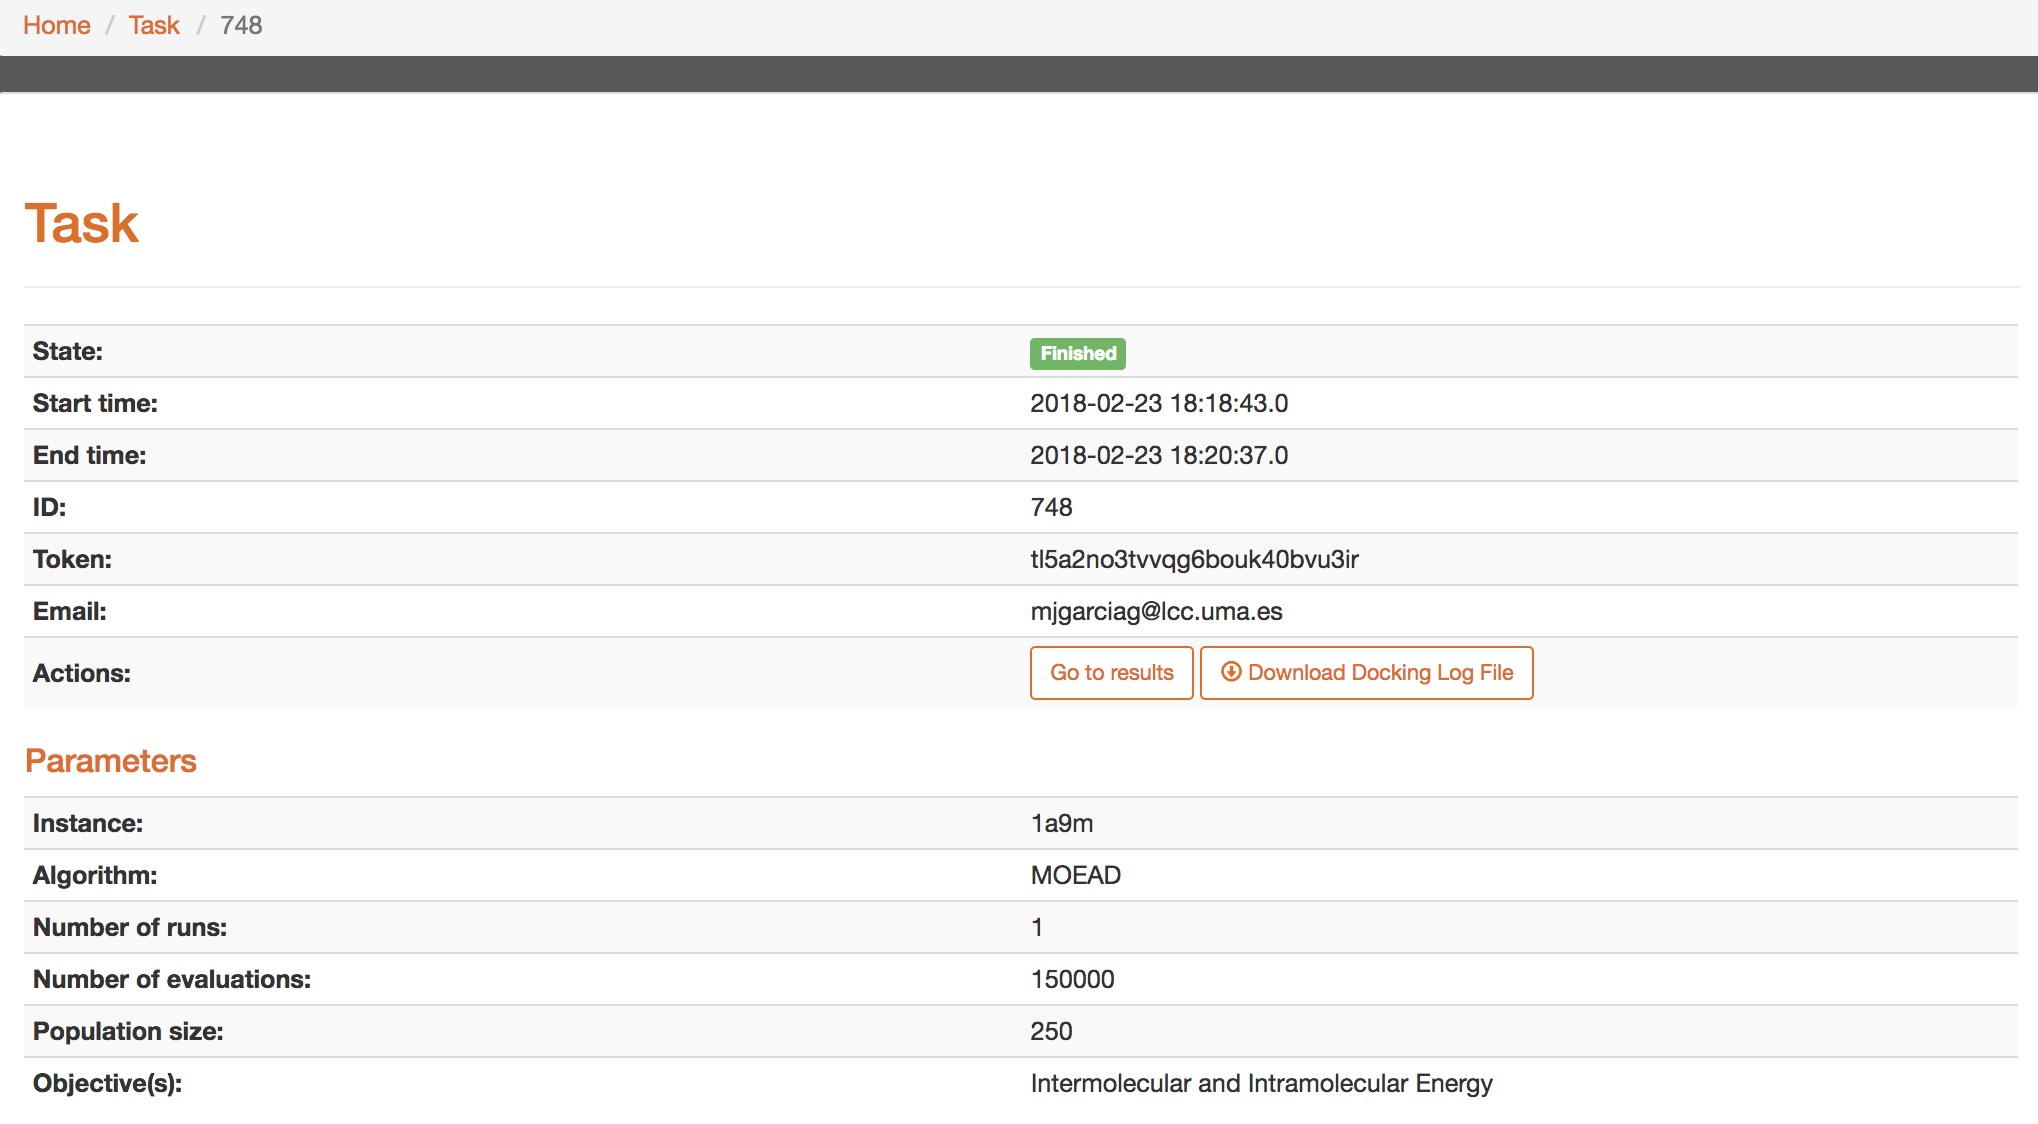 Home / Task / 748
Task
State: Finished
Start time: 2018-02-23 18:18:43.0
End time: 2018-02-23 18:20:37.0
ID: 748
Token: tl5a2no3tvvqg6bouk40bvu3ir
Email: mjgarciag@lcc.uma.es
Actions: Go to results Download Docking Log File
Parameters
Instance: 1a9m
Algorithm: MOEAD
Number of runs: 1
Number of evaluations: 150000
Population size: 250
Objective(s): Intermolecular and Intramolecular Energy